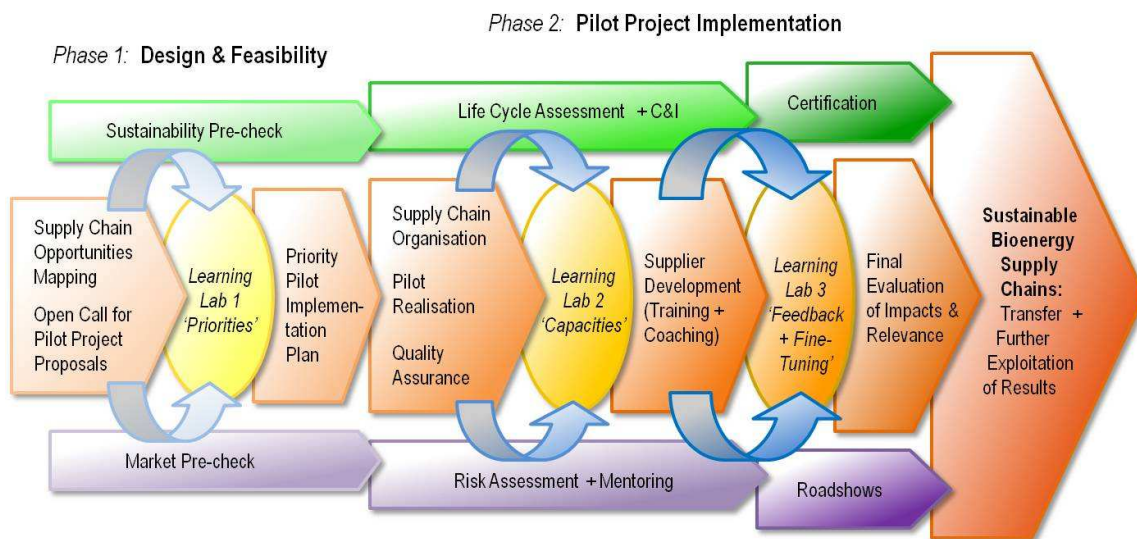 Phase 2: Pilot Project Implementation
Phase 1: Design & Feasibility
Sustainability Pre-check
Life Cycle Assessment + C&I
Certification
Supply Chain
Opportunities
Mapping
Open Call for
Pilot Project
Proposals
Learning
Lab 1
‘Priorities’
Priority
Pilot
Implemen-
tation
Plan
Supply Chain
Organisation
Pilot
Realisation
Quality
Assurance
Learning
Lab 2
‘Capacities’
Supplier
Development
(Training +
Coaching)
Learning
Lab 3
‘Feedback
+ Fine-
Tuning’
Final
Evaluation
of Impacts &
Relevance
Sustainable
Bioenergy
Supply
Chains:
Transfer +
Further
Exploitation
of Results
Market Pre-check
Risk Assessment + Mentoring
Roadshows